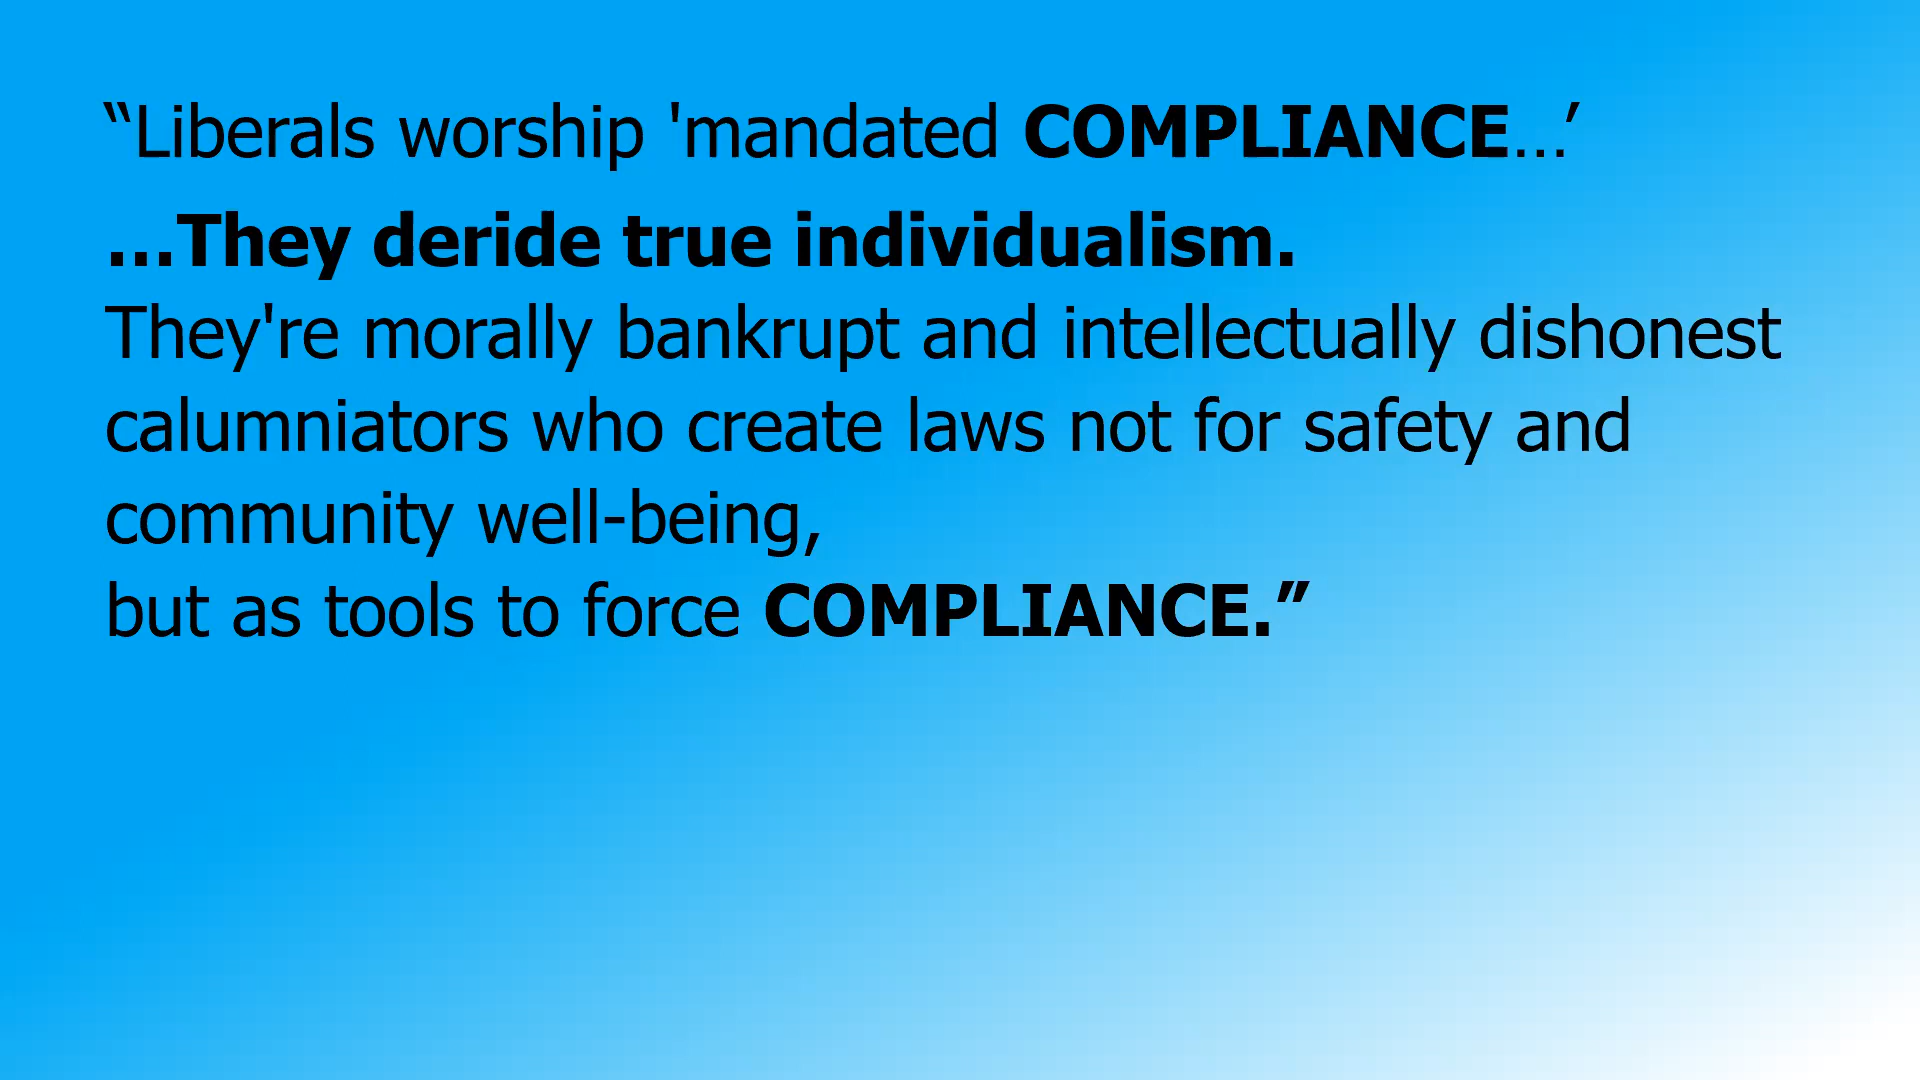 “Liberals worship 'mandated COMPLIANCE...’
...They deride true individualism.
They're morally bankrupt and intellectually dishonest
calumniators who create laws not for safety and
community well-being,
but as tools to force COMPLIANCE.”